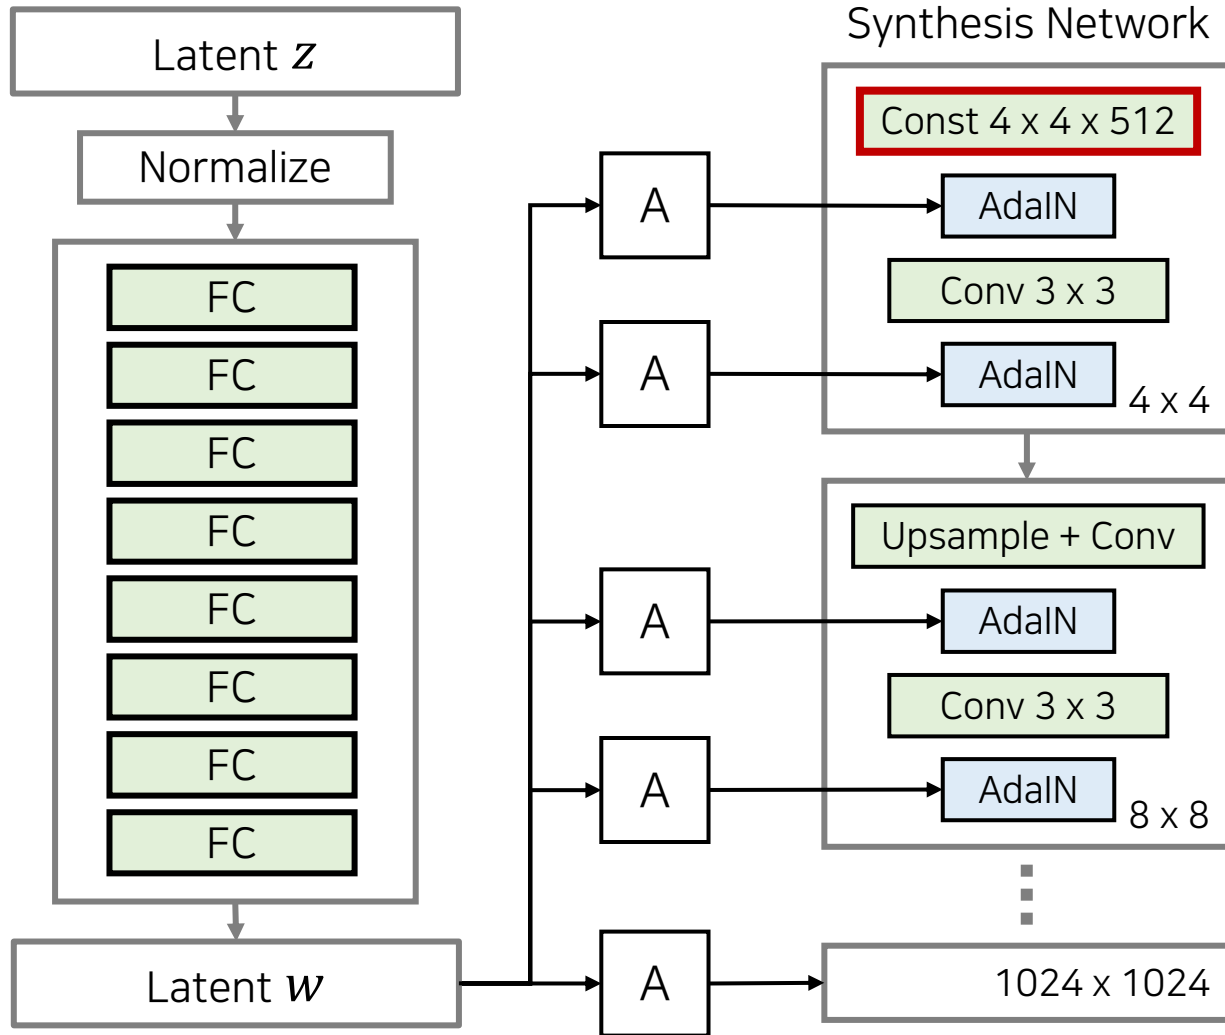 Latent z
Normalize
FC
FC
FC
FC
FC
FC
FC
FC
Latent w
A
A
A
A
A
Synthesis Network
Const 4 x 4 x 512
AdaIN
Conv 3 x 3
AdaIN
4 x 4
Upsample + Conv
AdaIN
Conv 3 x 3
AdaIN
8 x 8
1024 x 1024